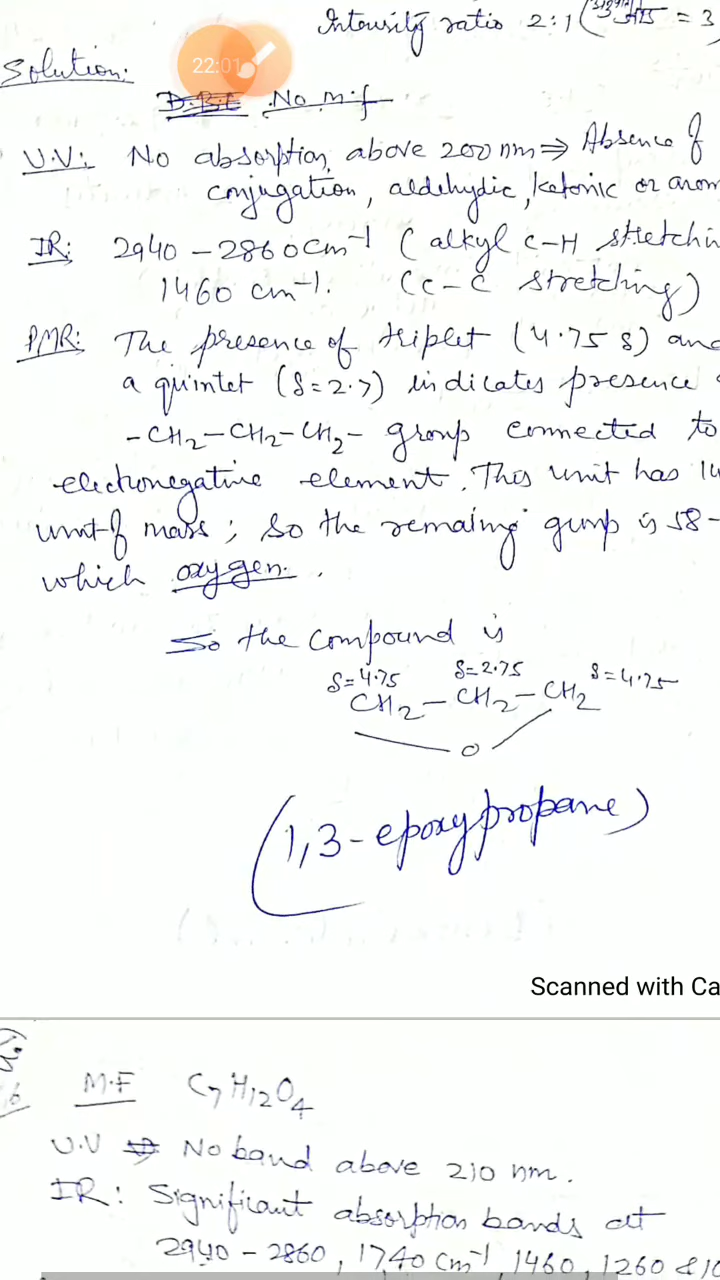 Intensity ratio 2:1 ( = 3
Solution:
22:01
D.B.E No m.f
U.V: No absorption, above 200 nm ⇒ Absence of
conjugation, aldehydic, ketonic or arom
IR: 2940 – 2860 cm-1 ( alkyl C-H stretchin
1460 cm-1. (C-C stretching)
PMR: The presence of triplet (4.75 δ) and
a quintet (δ = 2.7) indicates presence
-CH2-CH2-CH2- group connected to
electronegative element. This unit has 14
unit of mass ; so the remaing group is 58-
which oxygen.
So the compound is
δ=4.75 δ=2.75 δ=4.75
CH2 – CH2 – CH2
O
(1,3-epoxypropane)
Scanned with Ca
M.F C7H12O4
U.V ⇒ No band above 210 nm.
IR: Significant absorption bands at
2940 – 2860, 1740 cm-1, 1460, 1260 &